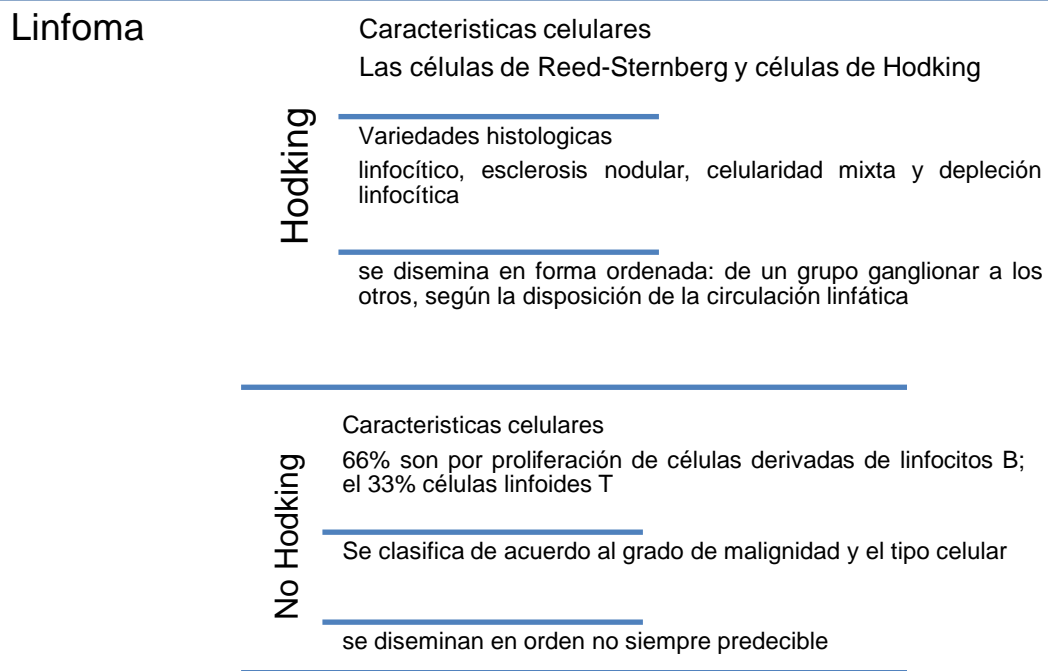 Linfoma
Hodking
Caracteristicas celulares
Las células de Reed-Sternberg y células de Hodking
Variedades histologicas
linfocítico, esclerosis nodular, celularidad mixta y depleción
linfocítica
se disemina en forma ordenada: de un grupo ganglionar a los
otros, según la disposición de la circulación linfática
No Hodking
Caracteristicas celulares
66% son por proliferación de células derivadas de linfocitos B;
el 33% células linfoides T
Se clasifica de acuerdo al grado de malignidad y el tipo celular
se diseminan en orden no siempre predecible